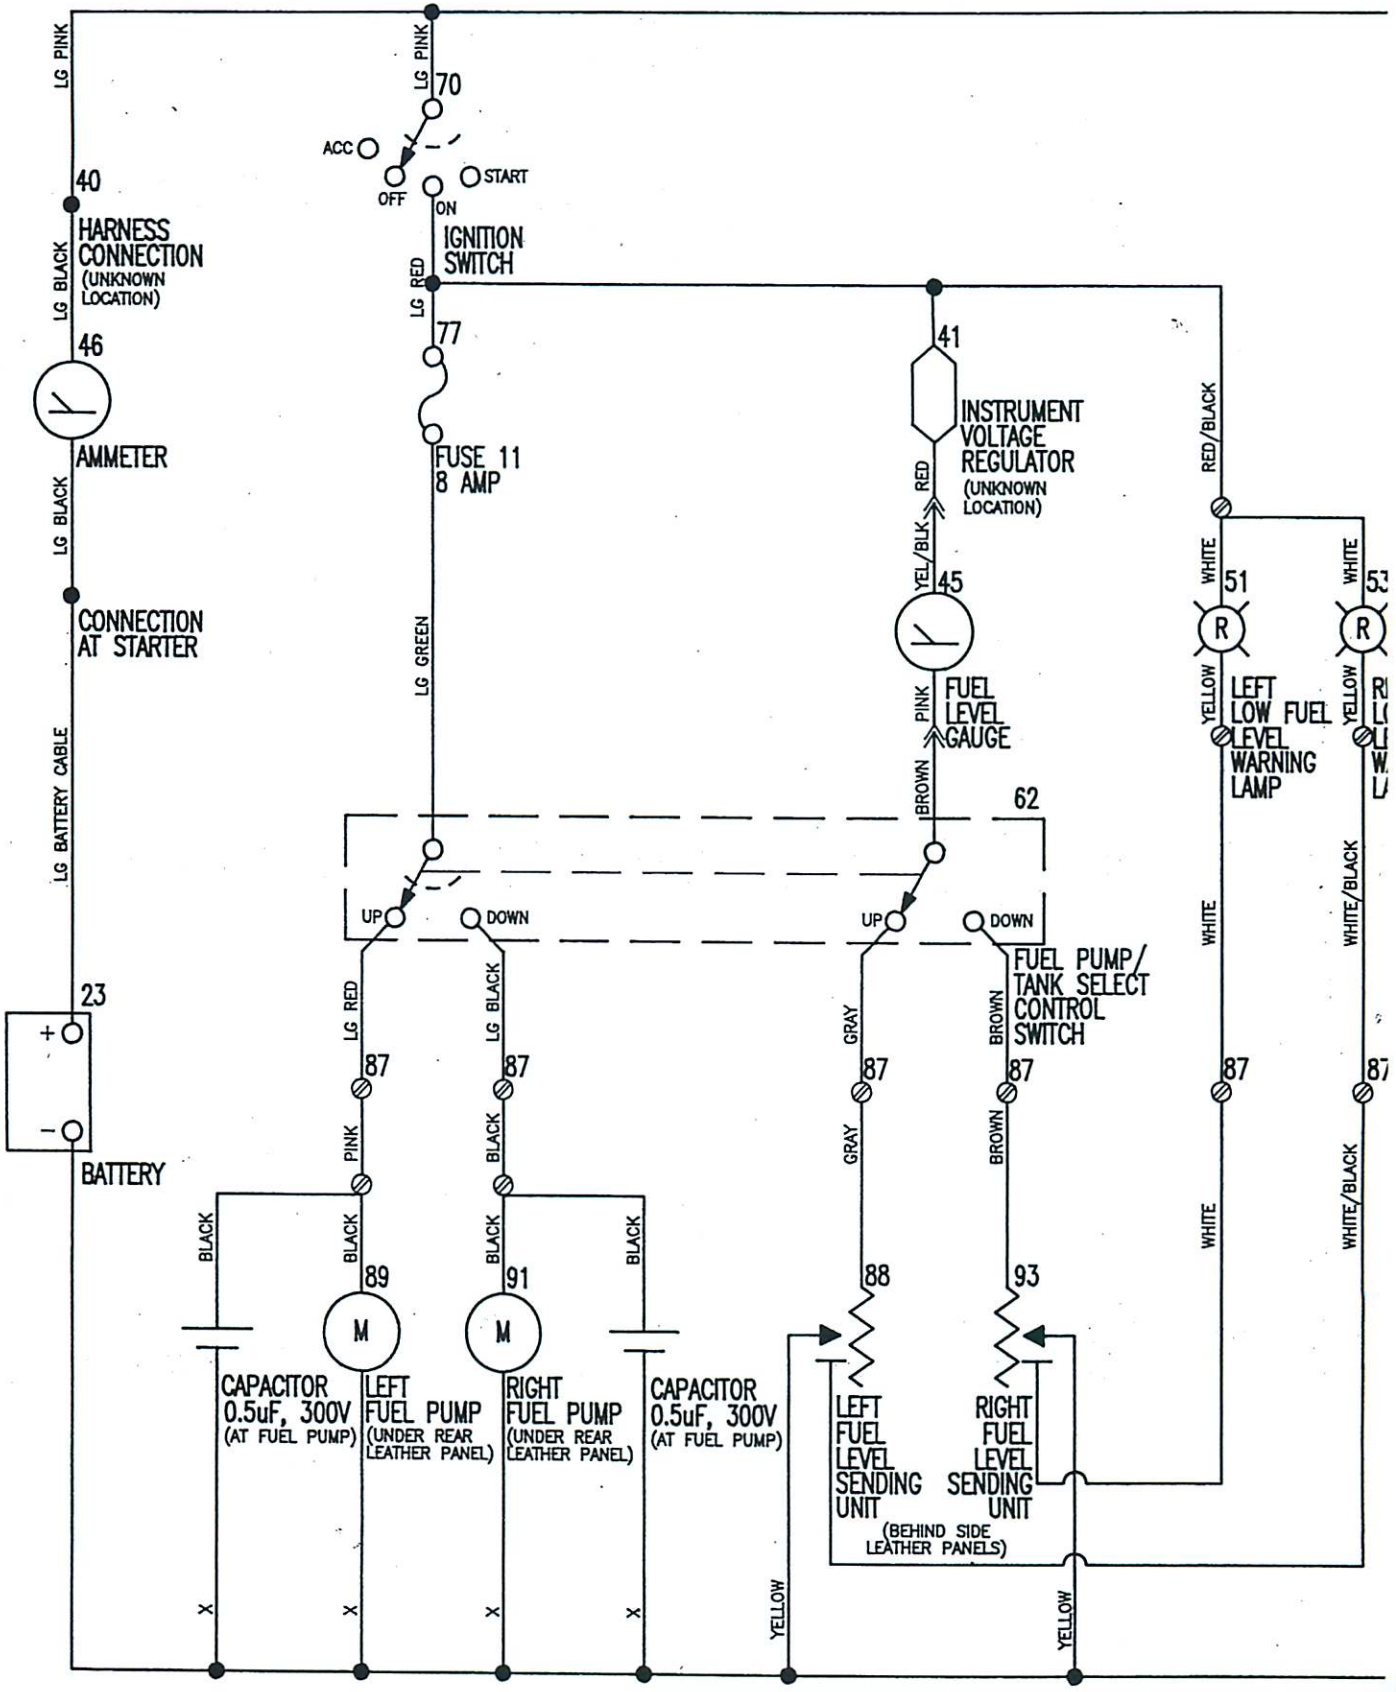 LG PINK
LG PINK
70
ACC
OFF
ON
START
IGNITION
SWITCH
40
HARNESS
CONNECTION
(UNKNOWN
LOCATION)
LG BLACK
LG RED
46
AMMETER
77
FUSE 11
8 AMP
41
INSTRUMENT
VOLTAGE
REGULATOR
(UNKNOWN
LOCATION)
RED
RED/BLACK
LG BLACK
YEL/BLK
45
WHITE
51
WHITE
53
R
R
CONNECTION
AT STARTER
LG GREEN
PINK
FUEL
LEVEL
GAUGE
YELLOW
LEFT
LOW FUEL
LEVEL
WARNING
LAMP
YELLOW
LG BATTERY CABLE
BROWN
62
UP
DOWN
UP
DOWN
WHITE
WHITE/BLACK
FUEL PUMP/
TANK SELECT
CONTROL
SWITCH
23
+
-
BATTERY
LG RED
LG BLACK
GRAY
BROWN
87
87
87
87
87
87
PINK
BLACK
GRAY
BROWN
WHITE
WHITE/BLACK
BLACK
BLACK
BLACK
BLACK
89
91
88
93
M
M
CAPACITOR
0.5uF, 300V
(AT FUEL PUMP)
LEFT
FUEL PUMP
(UNDER REAR
LEATHER PANEL)
RIGHT
FUEL PUMP
(UNDER REAR
LEATHER PANEL)
CAPACITOR
0.5uF, 300V
(AT FUEL PUMP)
LEFT
FUEL
LEVEL
SENDING
UNIT
RIGHT
FUEL
LEVEL
SENDING
UNIT
(BEHIND SIDE
LEATHER PANELS)
X
X
X
X
YELLOW
YELLOW